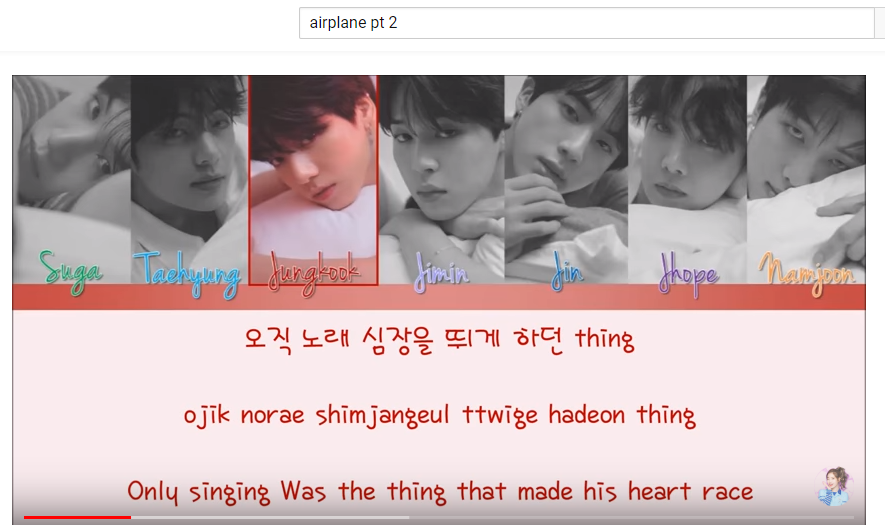 airplane pt 2
Suga Taehyung Jungkook Jimin Jin Jhope Namjoon
오직 노래 심장을 뛰게 하던 thing
ojik norae shimjangeul ttwige hadeon thing
Only singing Was the thing that made his heart race